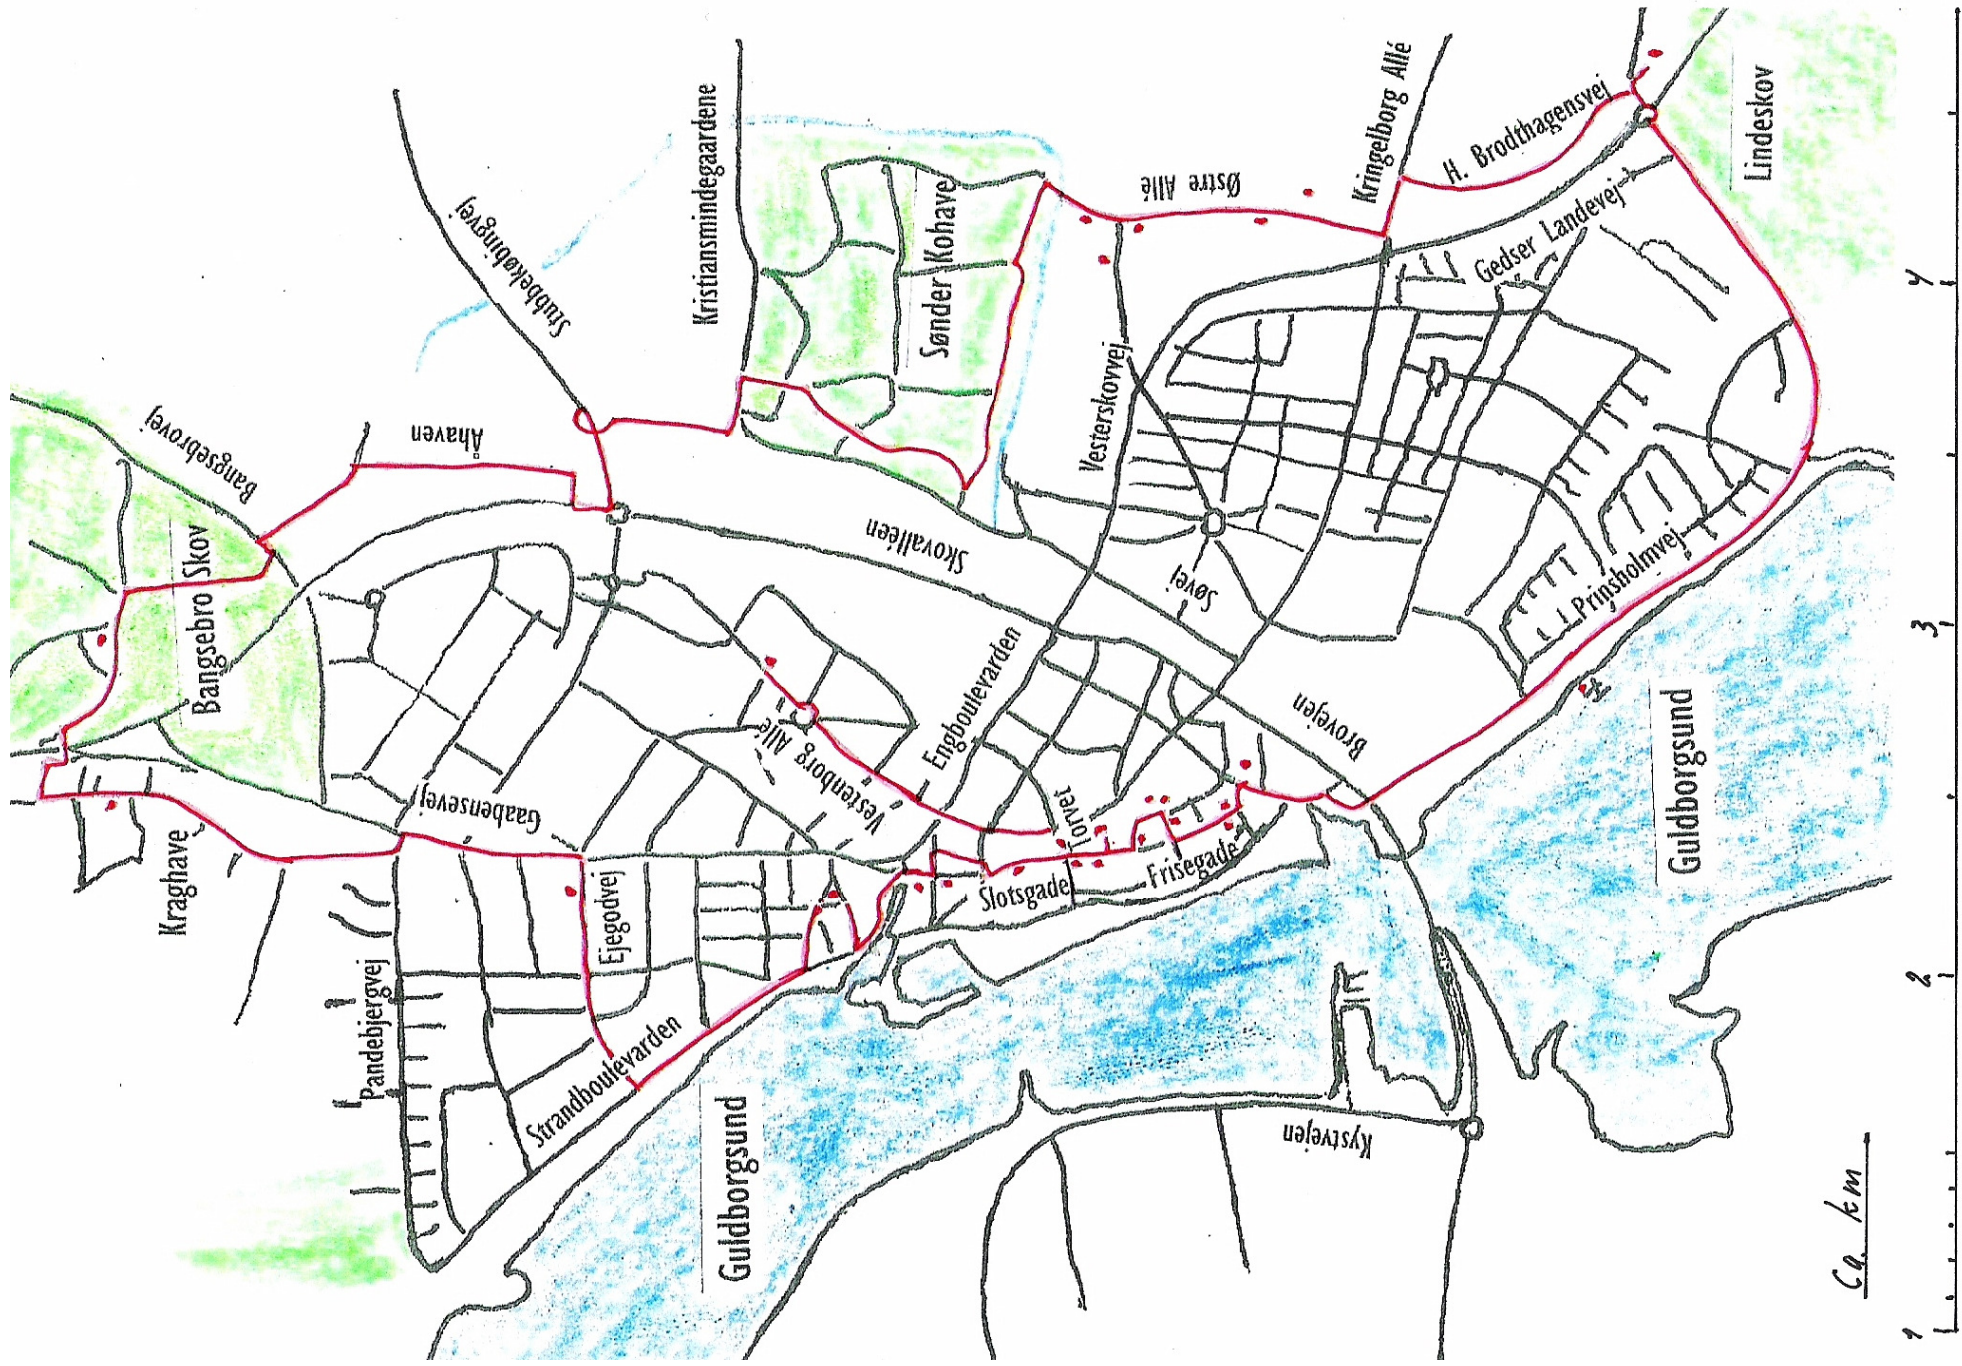 Bangsebrovej
Åhaven
Stubbekøbingvej
Kristiansmindegaardene
Sønder Kohave
Østre Allé
Kringelborg Allé
H. Brodthagensvej
Lindeskov
Gedser Landevej
Vesterskovvej
Bangsebro Skov
Skovalléen
Søvej
Prinsholmvej
Engboulevarden
Brovejen
Vestenborg Allé
Gaabensevej
Kraghave
Torvet
Frisegade
Slotsgade
Ejegodvej
Pandebjergvej
Strandboulevarden
Guldborgsund
Guldborgsund
Kystvejen
Ca. km
1
2
3
4